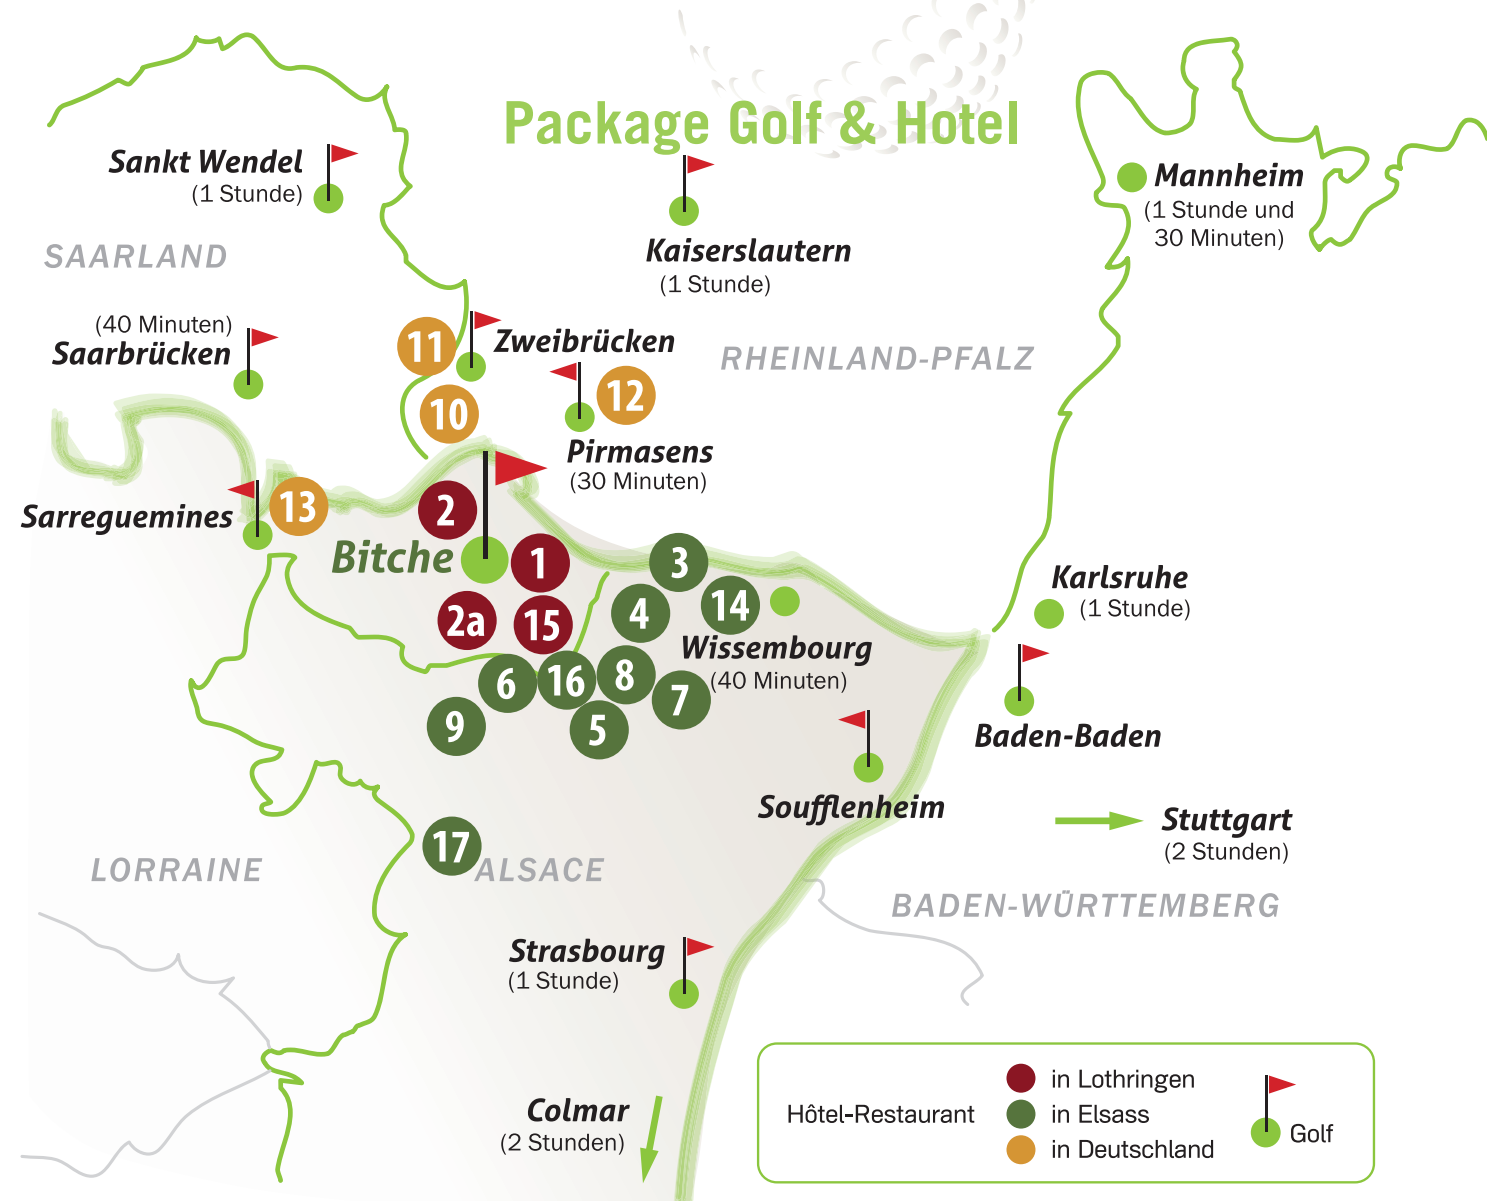 Package Golf & Hotel
Sankt Wendel
(1 Stunde)
Mannheim
(1 Stunde und
30 Minuten)
SAARLAND
Kaiserslautern
(1 Stunde)
(40 Minuten)
Saarbrücken
11
Zweibrücken
RHEINLAND-PFALZ
12
10
Pirmasens
(30 Minuten)
Sarreguemines
13
2
Bitche
1
3
Karlsruhe
(1 Stunde)
2a
15
4
14
Wissembourg
(40 Minuten)
6
16
8
7
9
5
Baden-Baden
Soufflenheim
Stuttgart
(2 Stunden)
17
LORRAINE
ALSACE
BADEN-WÜRTTEMBERG
Strasbourg
(1 Stunde)
Colmar
(2 Stunden)
Hôtel-Restaurant
in Lothringen
in Elsass
in Deutschland
Golf